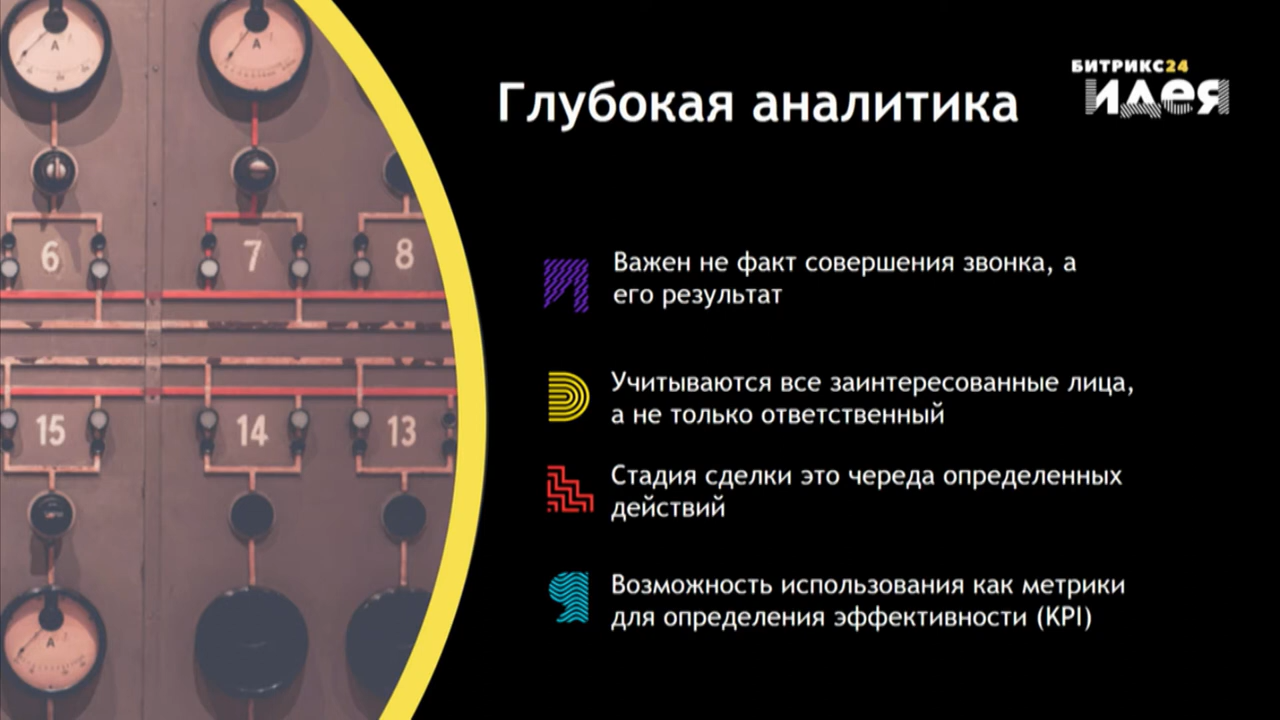 A
A
6
7
8
15
14
13
A
БИТРИКС24
идея
Глубокая аналитика
Важен не факт совершения звонка, а
его результат
Учитываются все заинтересованные лица,
а не только ответственный
Стадия сделки это череда определенных
действий
Возможность использования как метрики
для определения эффективности (KPI)